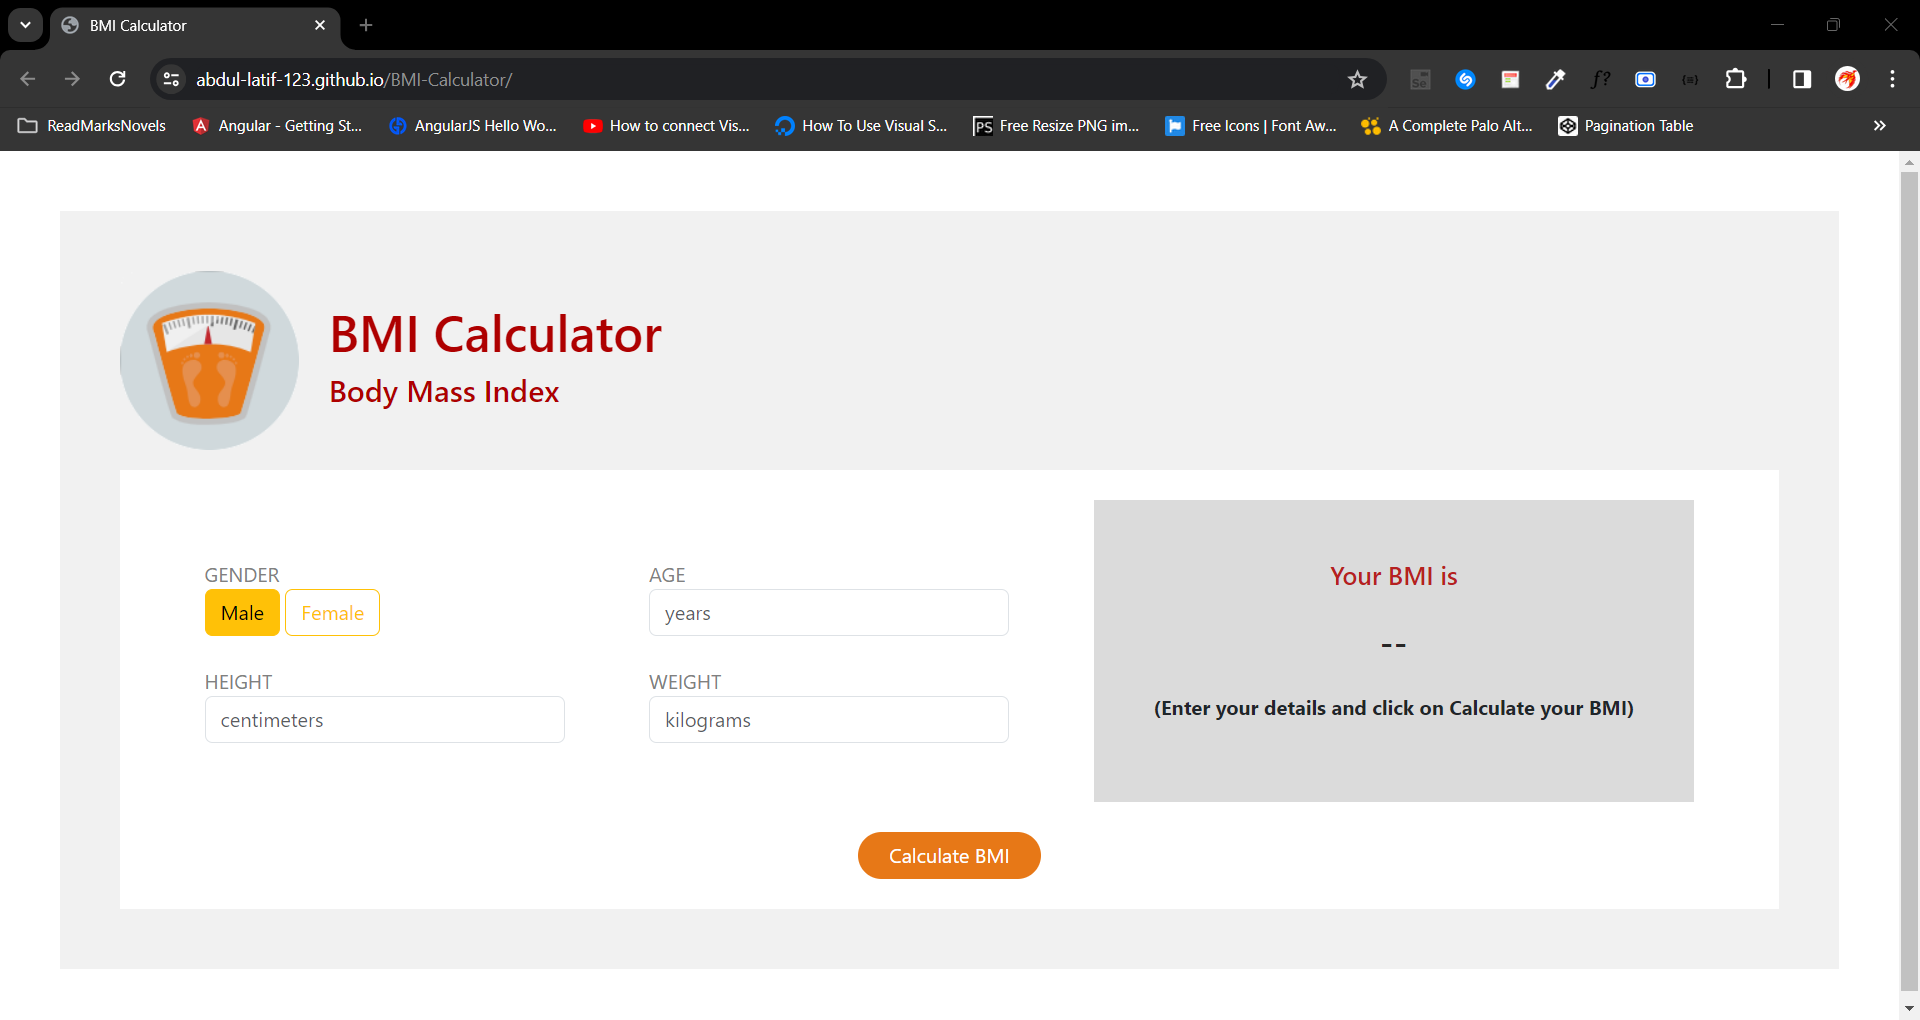 BMI Calculator
abdul-latif-123.github.io/BMI-Calculator/
Se
f?
ReadMarksNovels
Angular - Getting St...
AngularJS Hello Wo...
How to connect Vis...
How To Use Visual S...
PS
Free Resize PNG im...
Free Icons | Font Aw...
A Complete Palo Alt...
Pagination Table
BMI Calculator
Body Mass Index
GENDER
Male
Female
AGE
years
HEIGHT
centimeters
WEIGHT
kilograms
Your BMI is
--
(Enter your details and click on Calculate your BMI)
Calculate BMI